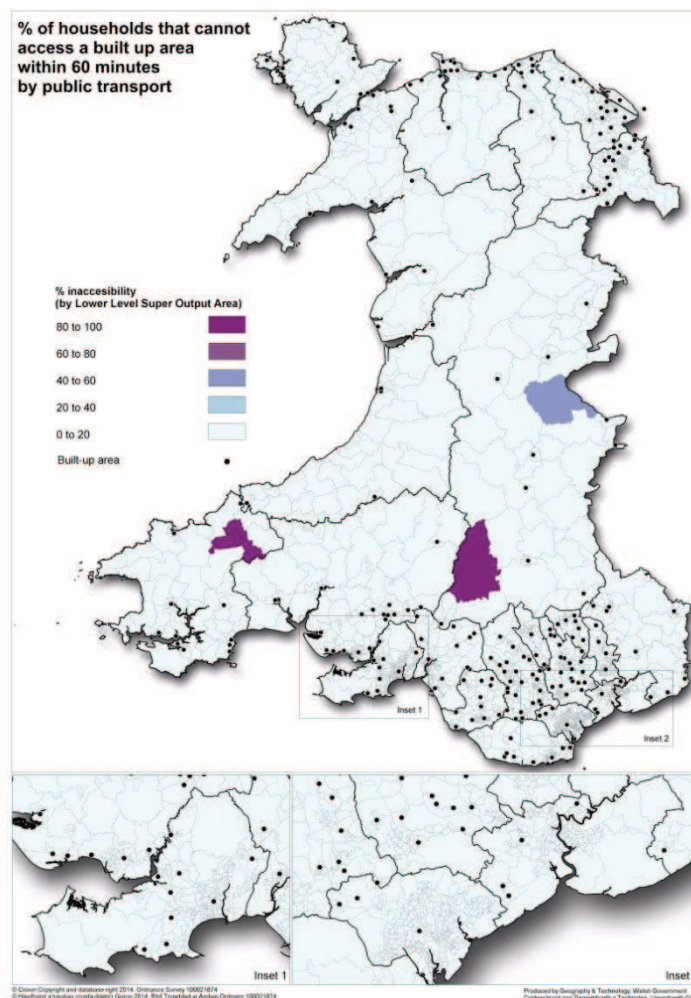 % of households that cannot
access a built up area
within 60 minutes
by public transport
% inaccesibility
(by Lower Level Super Output Area)
80 to 100
60 to 80
40 to 60
20 to 40
0 to 20
Built-up area
Inset 1
Inset 2
Inset 1
Inset
© Crown Copyright and database right 2014. Ordnance Survey 100021874
Produced by Geography & Technology, Welsh Government